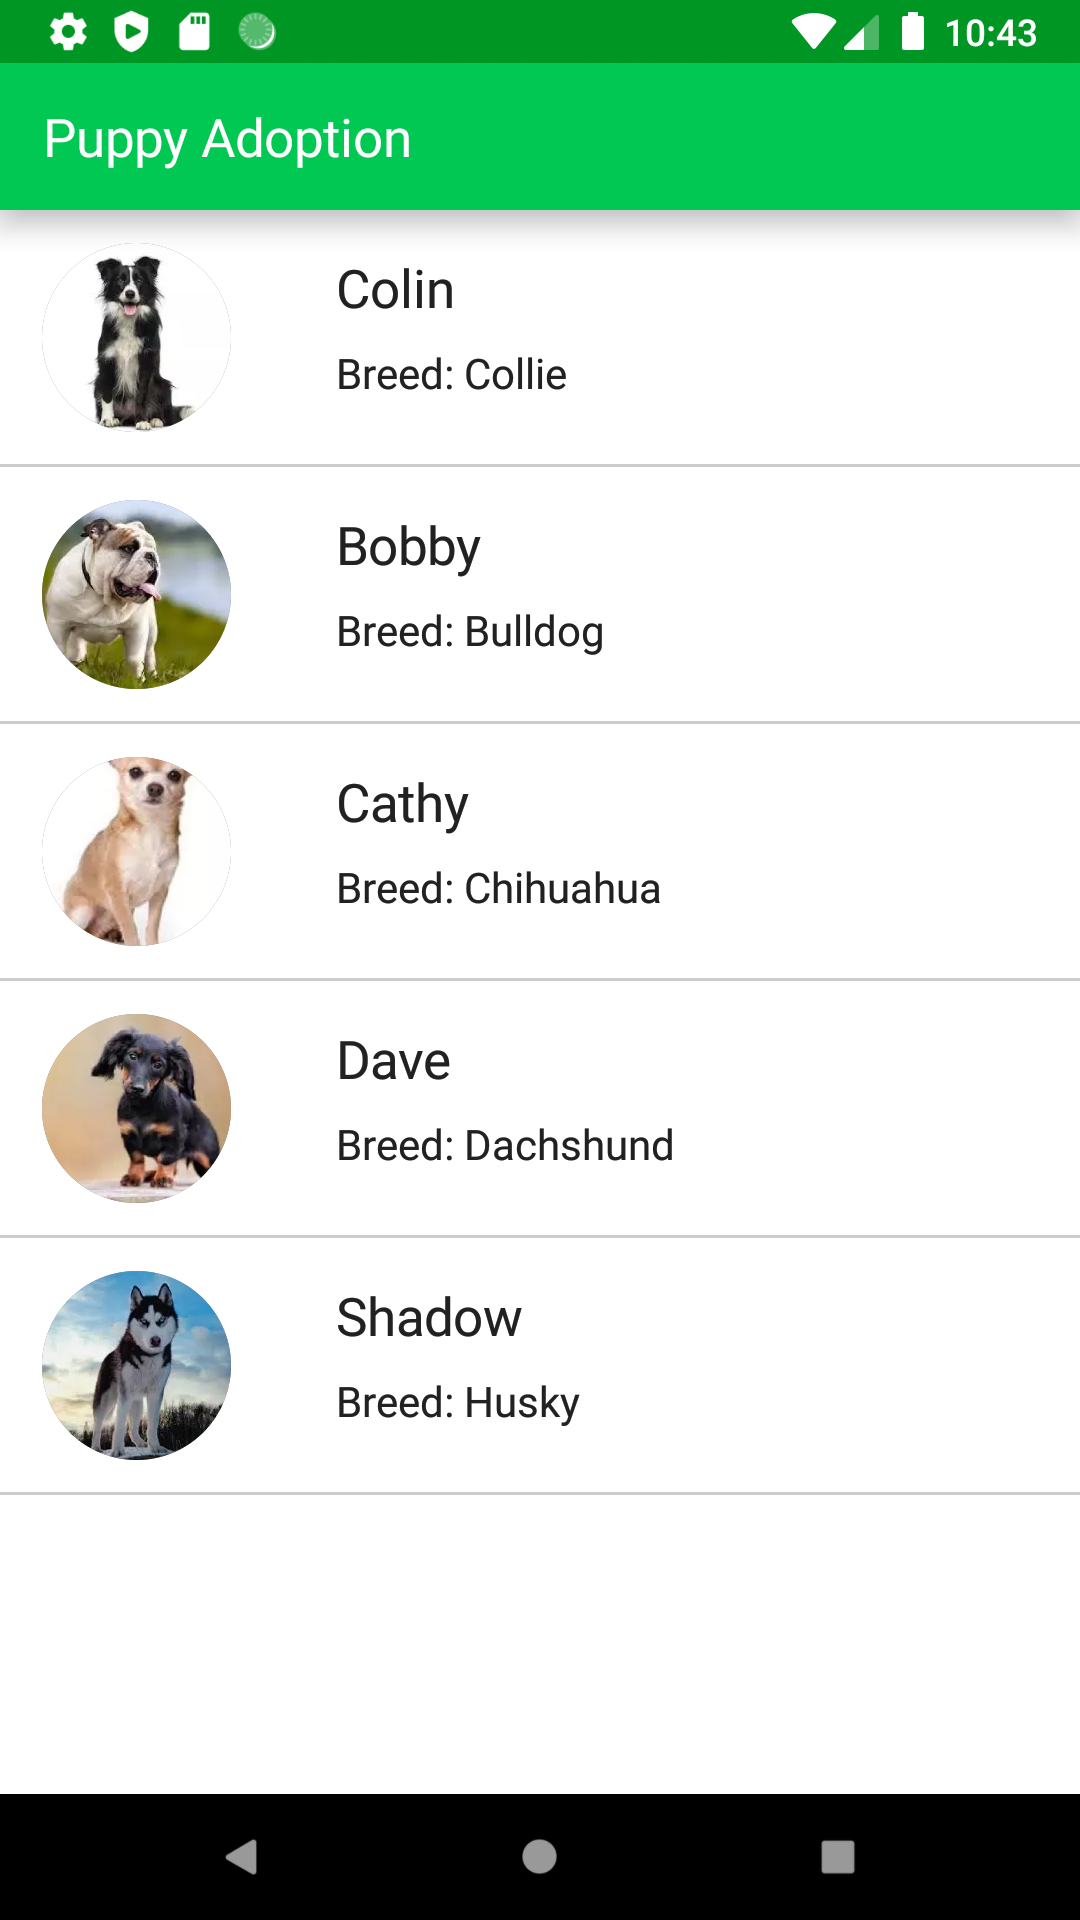 10:43
Puppy Adoption
Colin
Breed: Collie
Bobby
Breed: Bulldog
Cathy
Breed: Chihuahua
Dave
Breed: Dachshund
Shadow
Breed: Husky